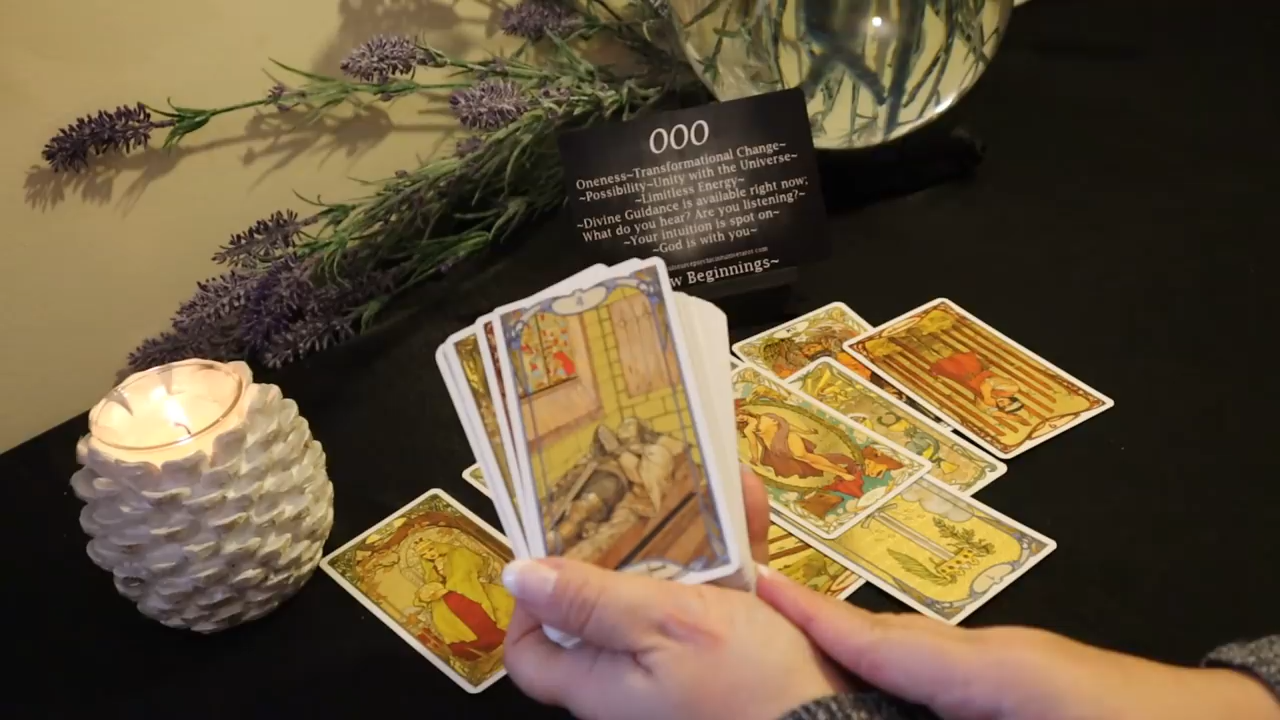 000
Oneness~Transformational Change~
~Possibility~Unity with the Universe~
~Limitless Energy~
~Divine Guidance is available right now;
What do you hear? Are you listening?~
~Your intuition is spot on~
~God is with you~
Beginnings~
4